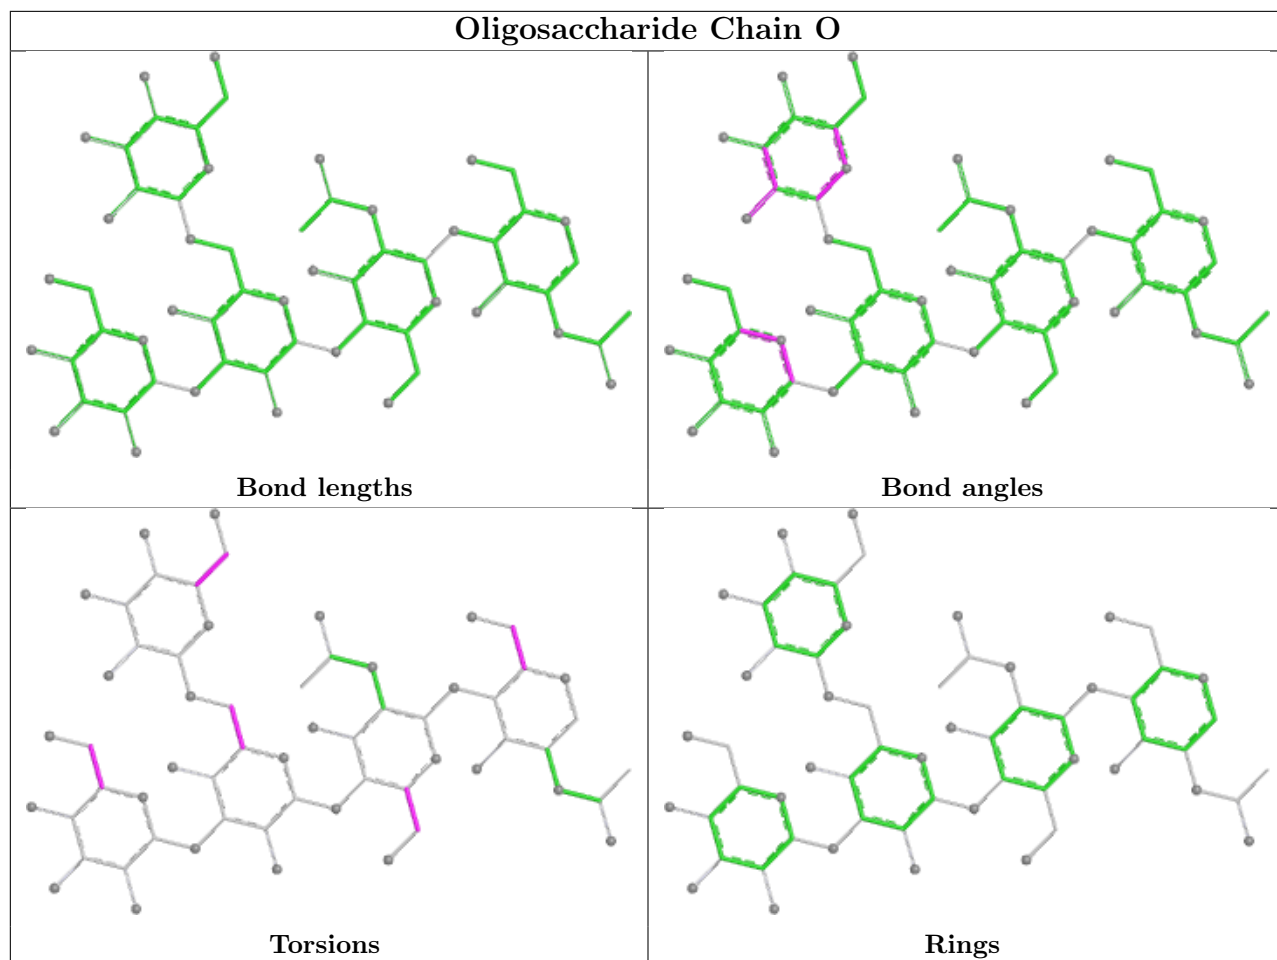 Oligosaccharide Chain O
Bond lengths
Bond angles
Torsions
Rings